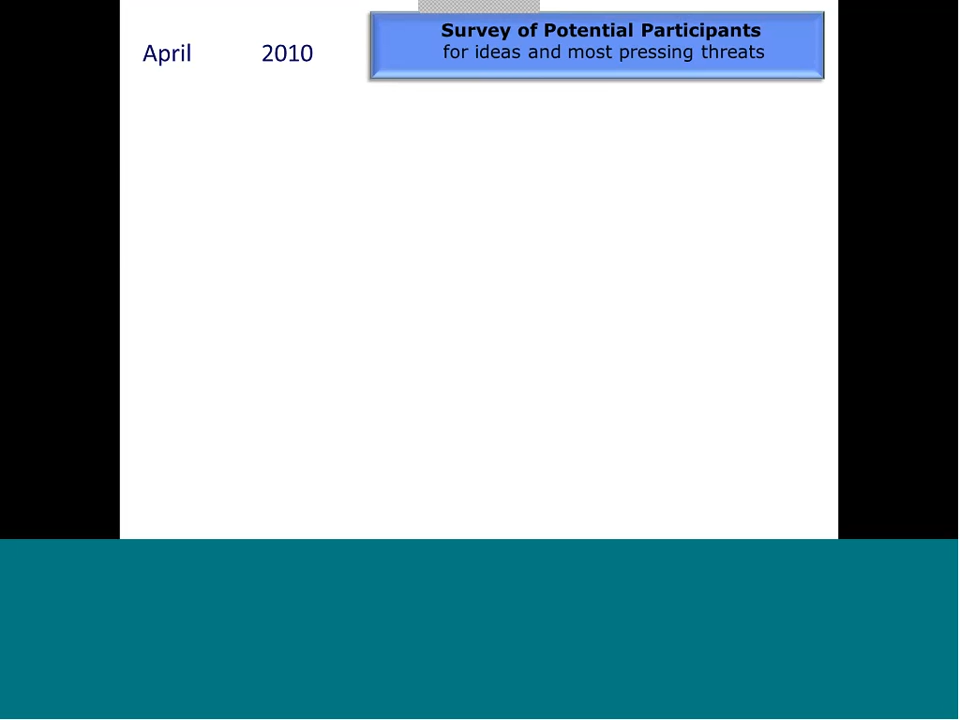 April 2010
Survey of Potential Participants
for ideas and most pressing threats